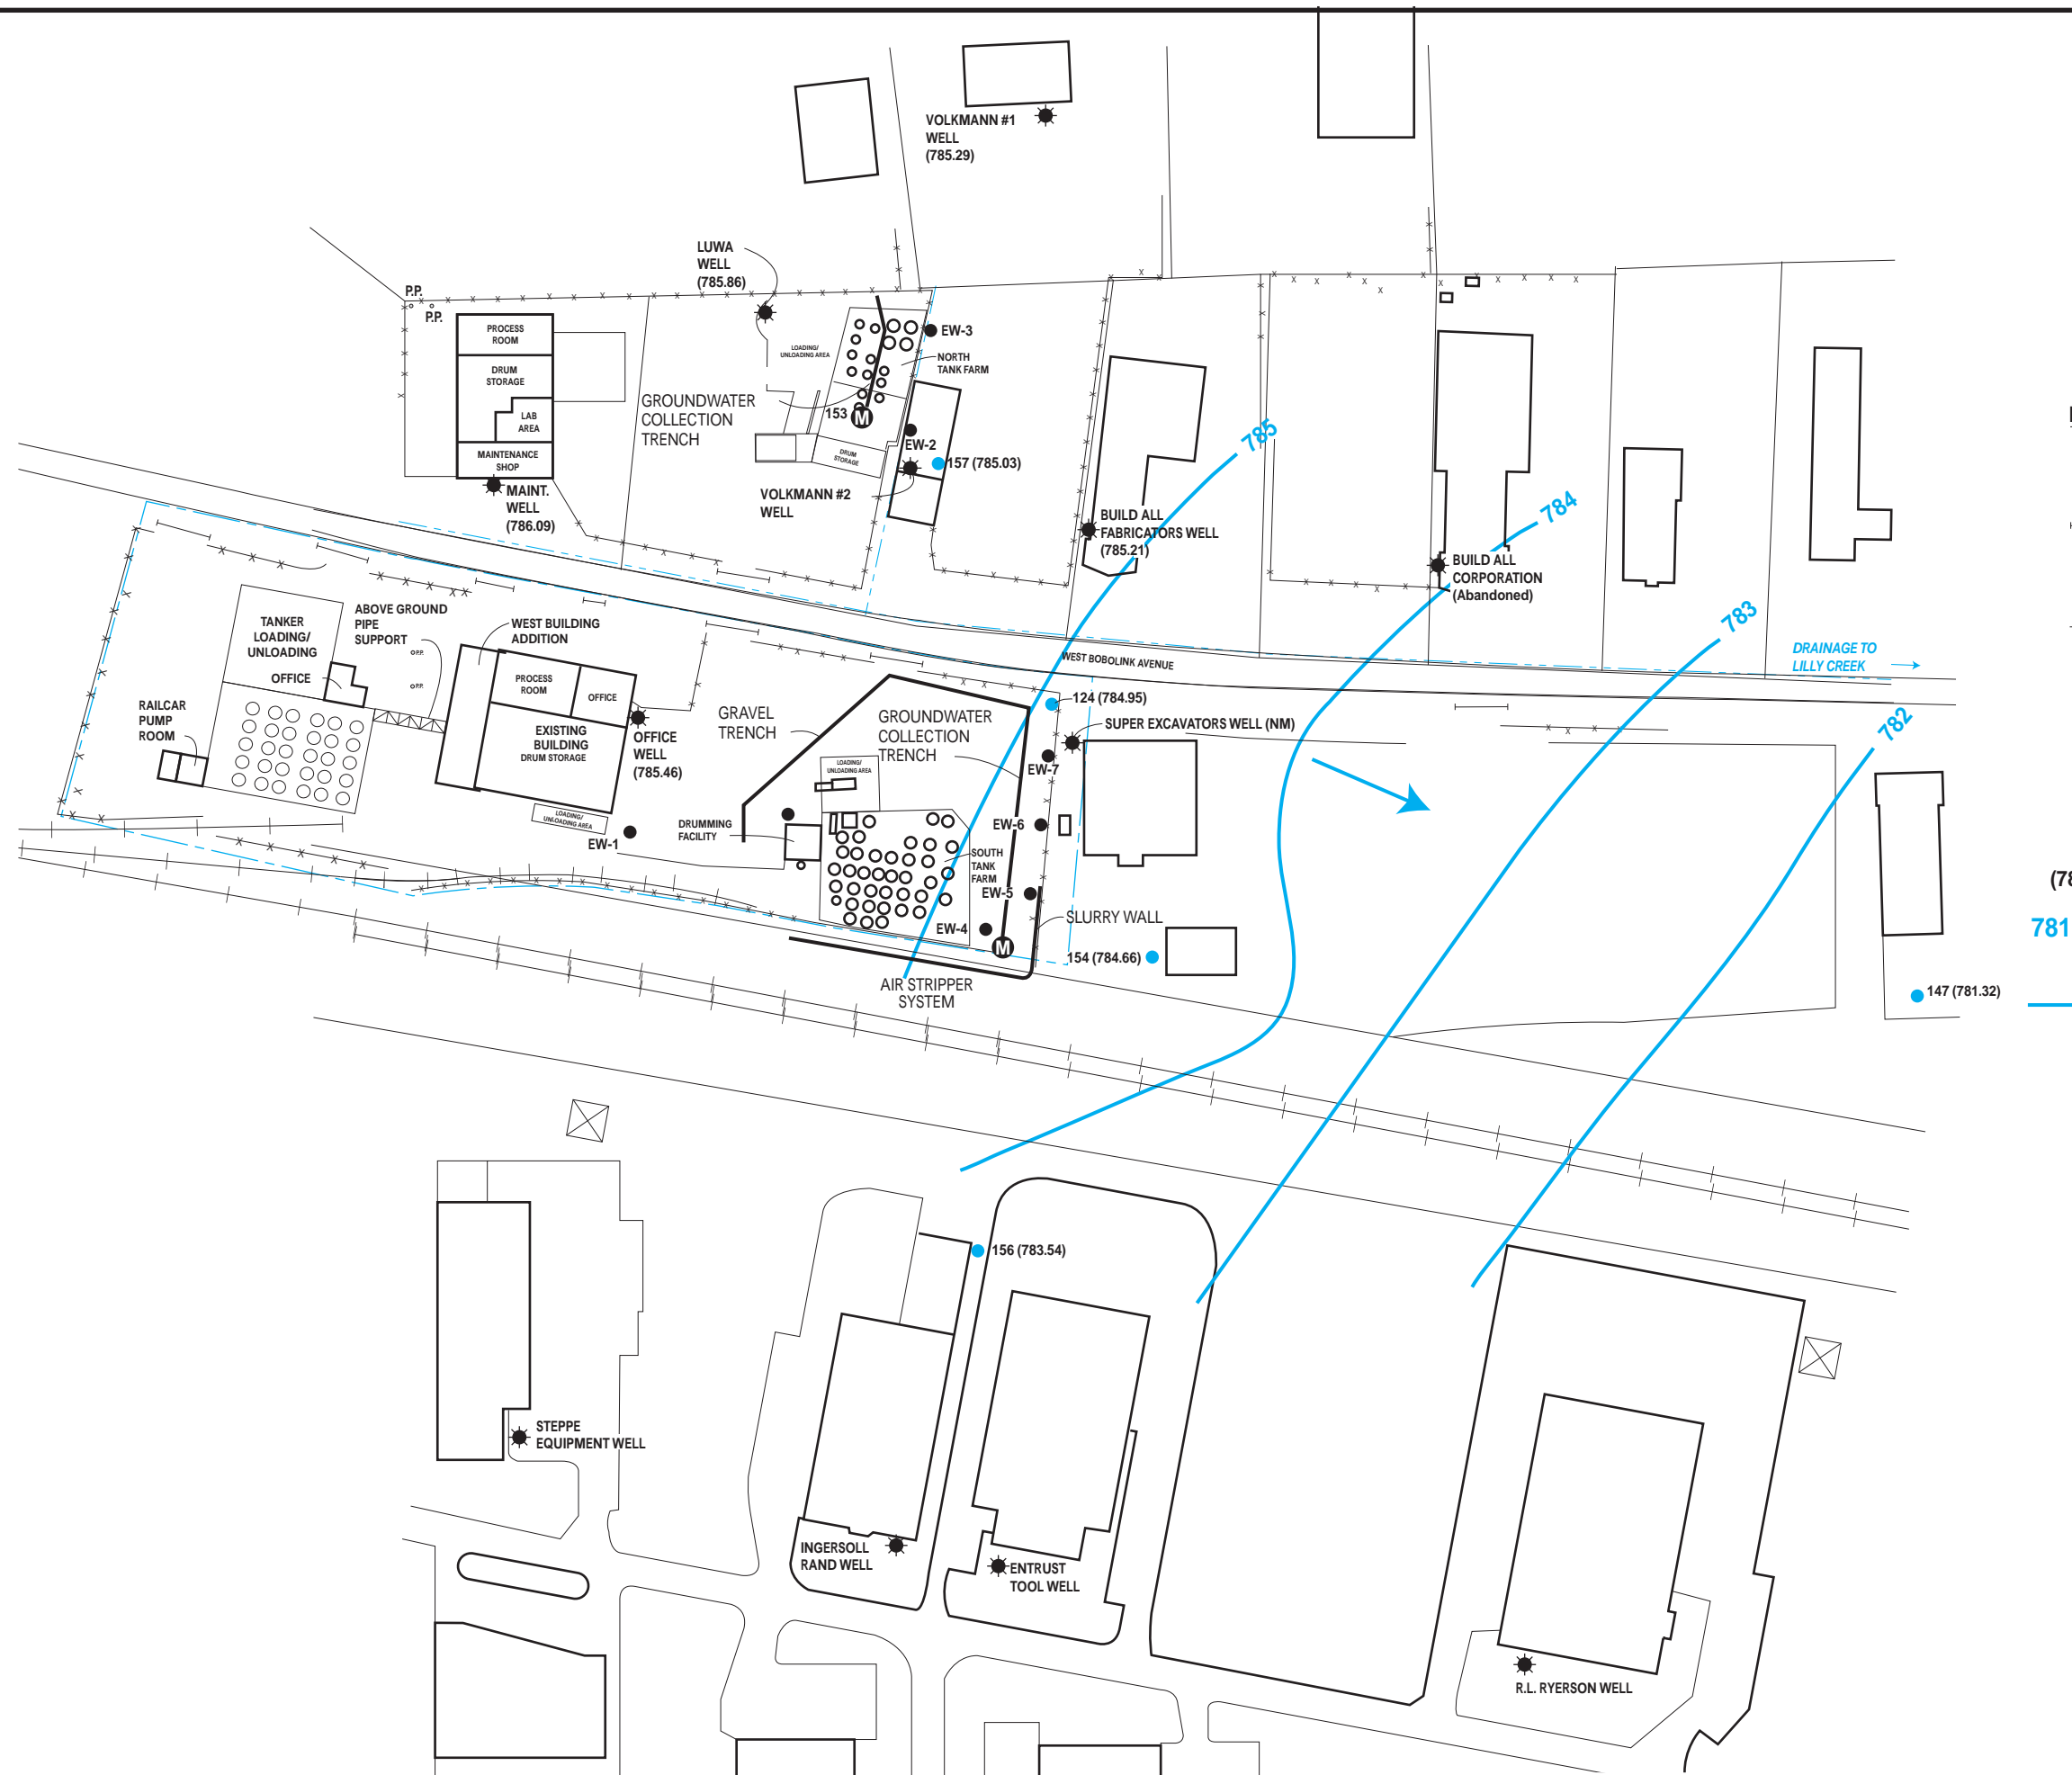 VOLKMANN #1
WELL
(785.29)
LUWA
WELL
(785.86)
P.P.
P.P.
PROCESS
ROOM
DRUM
STORAGE
LAB
AREA
MAINTENANCE
SHOP
MAINT.
WELL
(786.09)
LOADING/
UNLOADING AREA
EW-3
NORTH
TANK FARM
GROUNDWATER
COLLECTION
TRENCH
153
M
EW-2
DRUM
STORAGE
157 (785.03)
VOLKMANN #2
WELL
785
784
BUILD ALL
FABRICATORS WELL
(785.21)
BUILD ALL
CORPORATION
(Abandoned)
783
782
DRAINAGE TO
LILLY CREEK
WEST BOBOLINK AVENUE
TANKER
LOADING/
UNLOADING
OFFICE
ABOVE GROUND
PIPE
SUPPORT
P.P.
P.P.
WEST BUILDING
ADDITION
PROCESS
ROOM
OFFICE
EXISTING
BUILDING
DRUM STORAGE
RAILCAR
PUMP
ROOM
OFFICE
WELL
(785.46)
LOADING/
UNLOADING AREA
EW-1
GRAVEL
TRENCH
GROUNDWATER
COLLECTION
TRENCH
124 (784.95)
SUPER EXCAVATORS WELL (NM)
EW-7
LOADING/
UNLOADING AREA
DRUMMING
FACILITY
EW-6
SOUTH
TANK
FARM
EW-5
EW-4
M
SLURRY WALL
154 (784.66)
AIR STRIPPER
SYSTEM
(78
781
147 (781.32)
156 (783.54)
STEPPE
EQUIPMENT WELL
INGERSOLL
RAND WELL
ENTRUST
TOOL WELL
R.L. RYERSON WELL